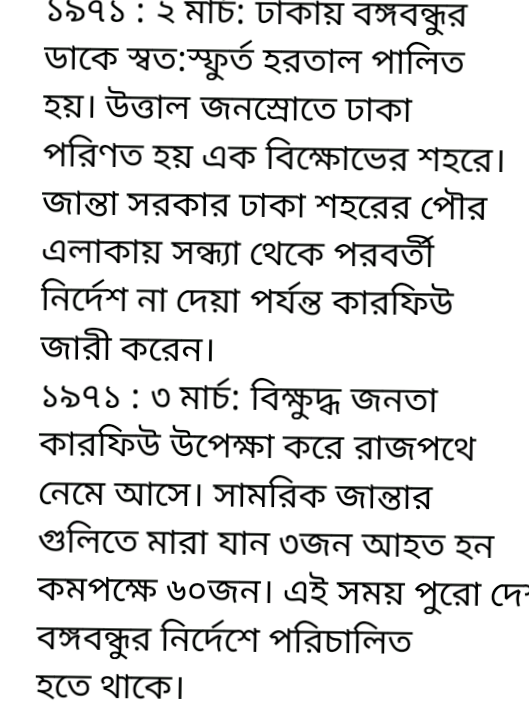 ১৯৭১ : ২ মার্চ: ঢাকায় বঙ্গবন্ধুর
ডাকে স্বত:স্ফুর্ত হরতাল পালিত
হয়। উত্তাল জনস্রোতে ঢাকা
পরিণত হয় এক বিক্ষোভের শহরে।
জান্তা সরকার ঢাকা শহরের পৌর
এলাকায় সন্ধ্যা থেকে পরবর্তী
নির্দেশ না দেয়া পর্যন্ত কারফিউ
জারী করেন।
১৯৭১ : ৩ মার্চ: বিক্ষুদ্ধ জনতা
কারফিউ উপেক্ষা করে রাজপথে
নেমে আসে। সামরিক জান্তার
গুলিতে মারা যান ৩জন আহত হন
কমপক্ষে ৬০জন। এই সময় পুরো
বঙ্গবন্ধুর নির্দেশে পরিচালিত
হতে থাকে।